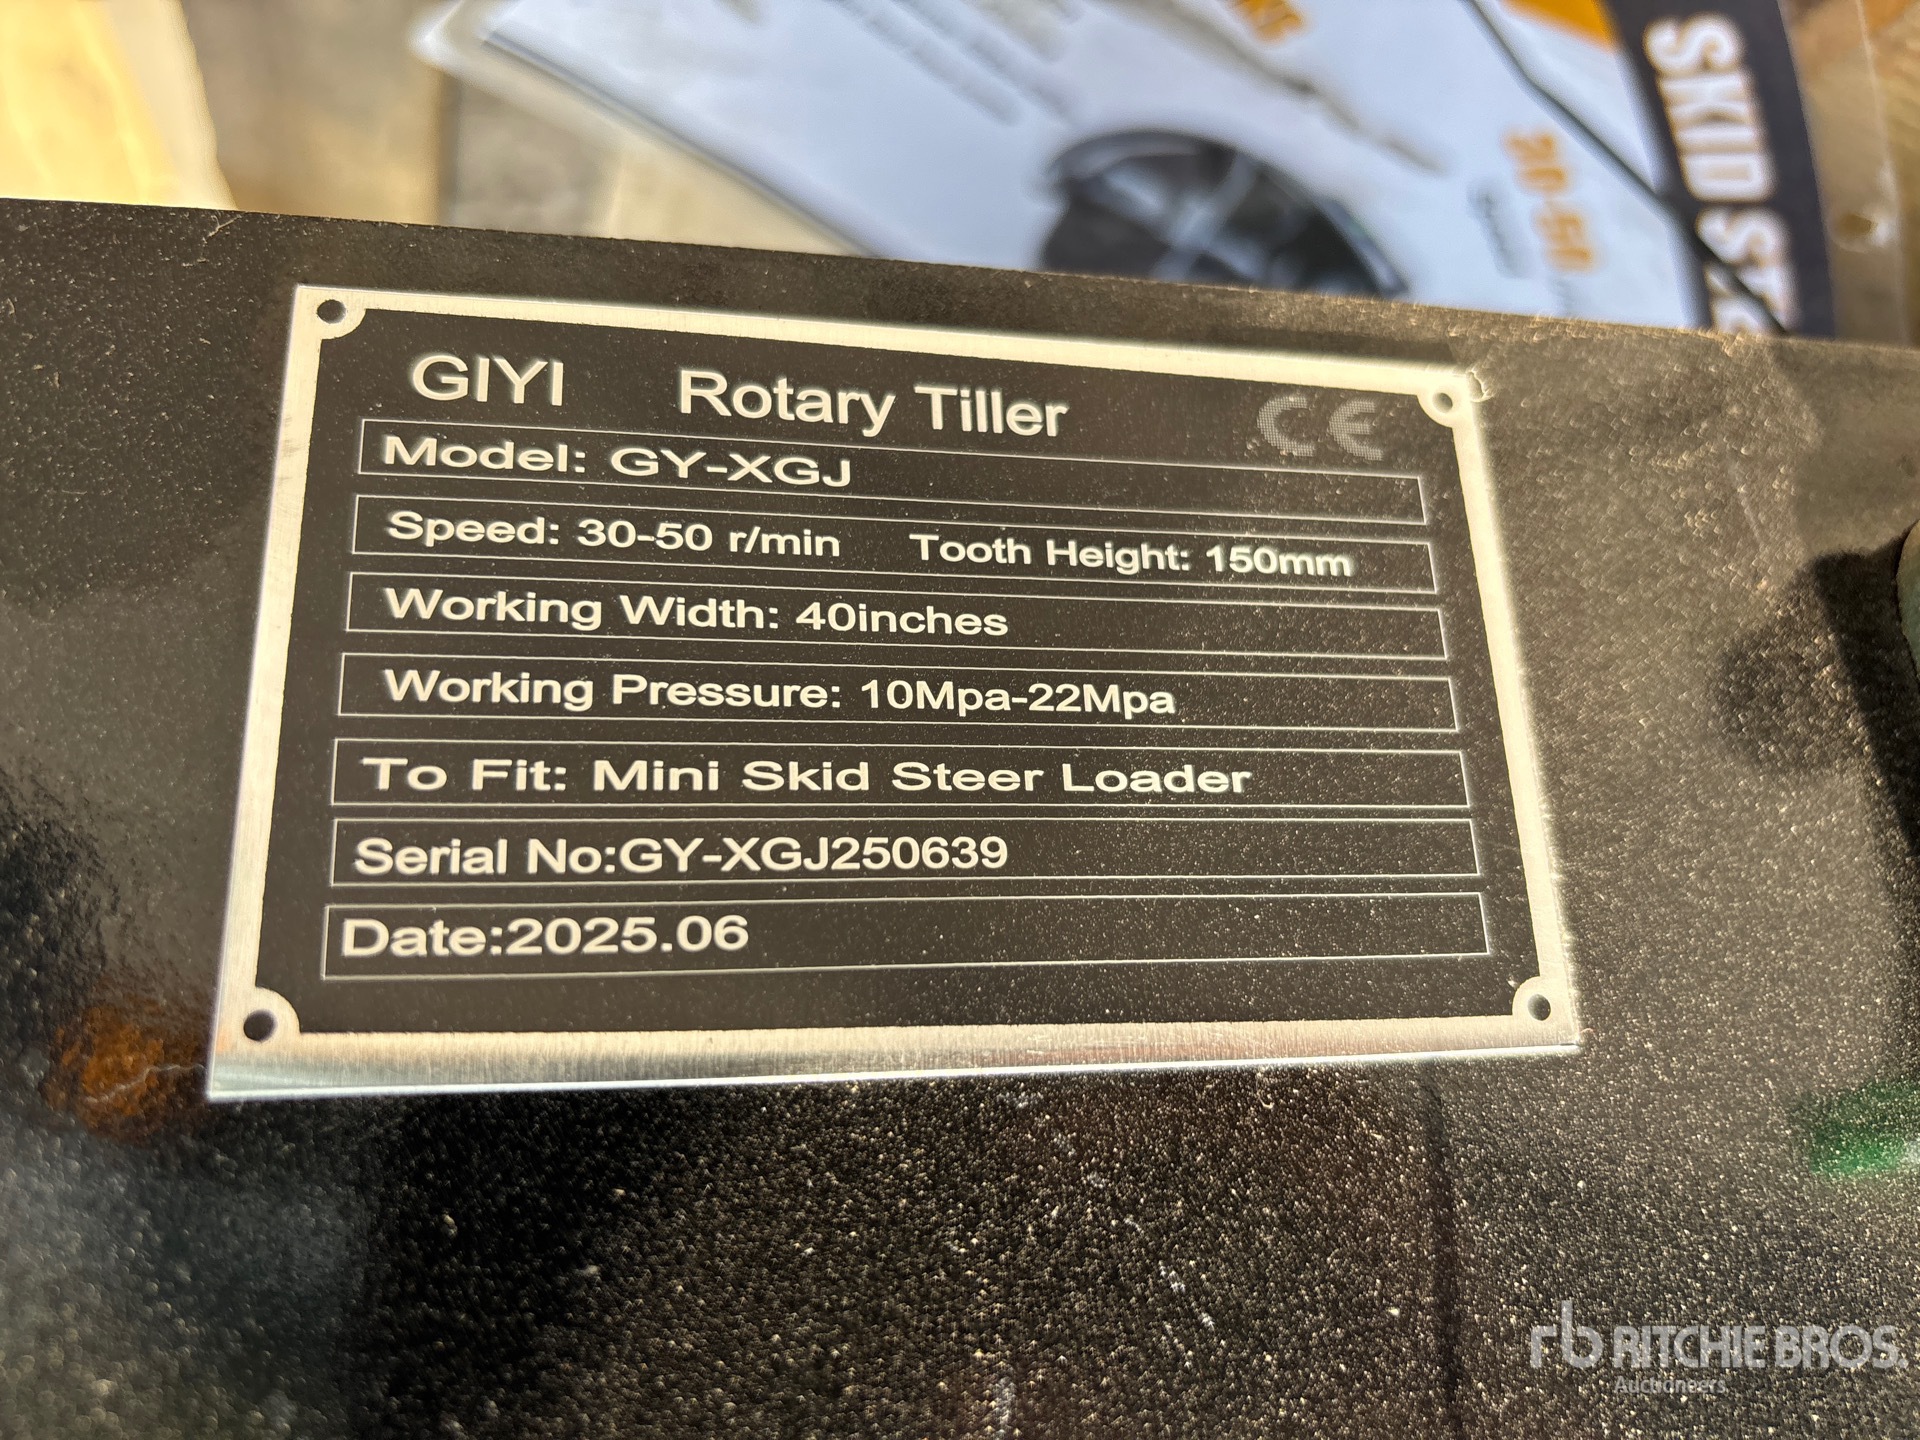 SKID ST
GIYI Rotary Tiller CE
Model: GY-XGJ
Speed: 30-50 r/min Tooth Height: 150mm
Working Width: 40inches
Working Pressure: 10Mpa-22Mpa
To Fit: Mini Skid Steer Loader
Serial No:GY-XGJ250639
Date:2025.06
rb RITCHIE BROS.
Auctioneers